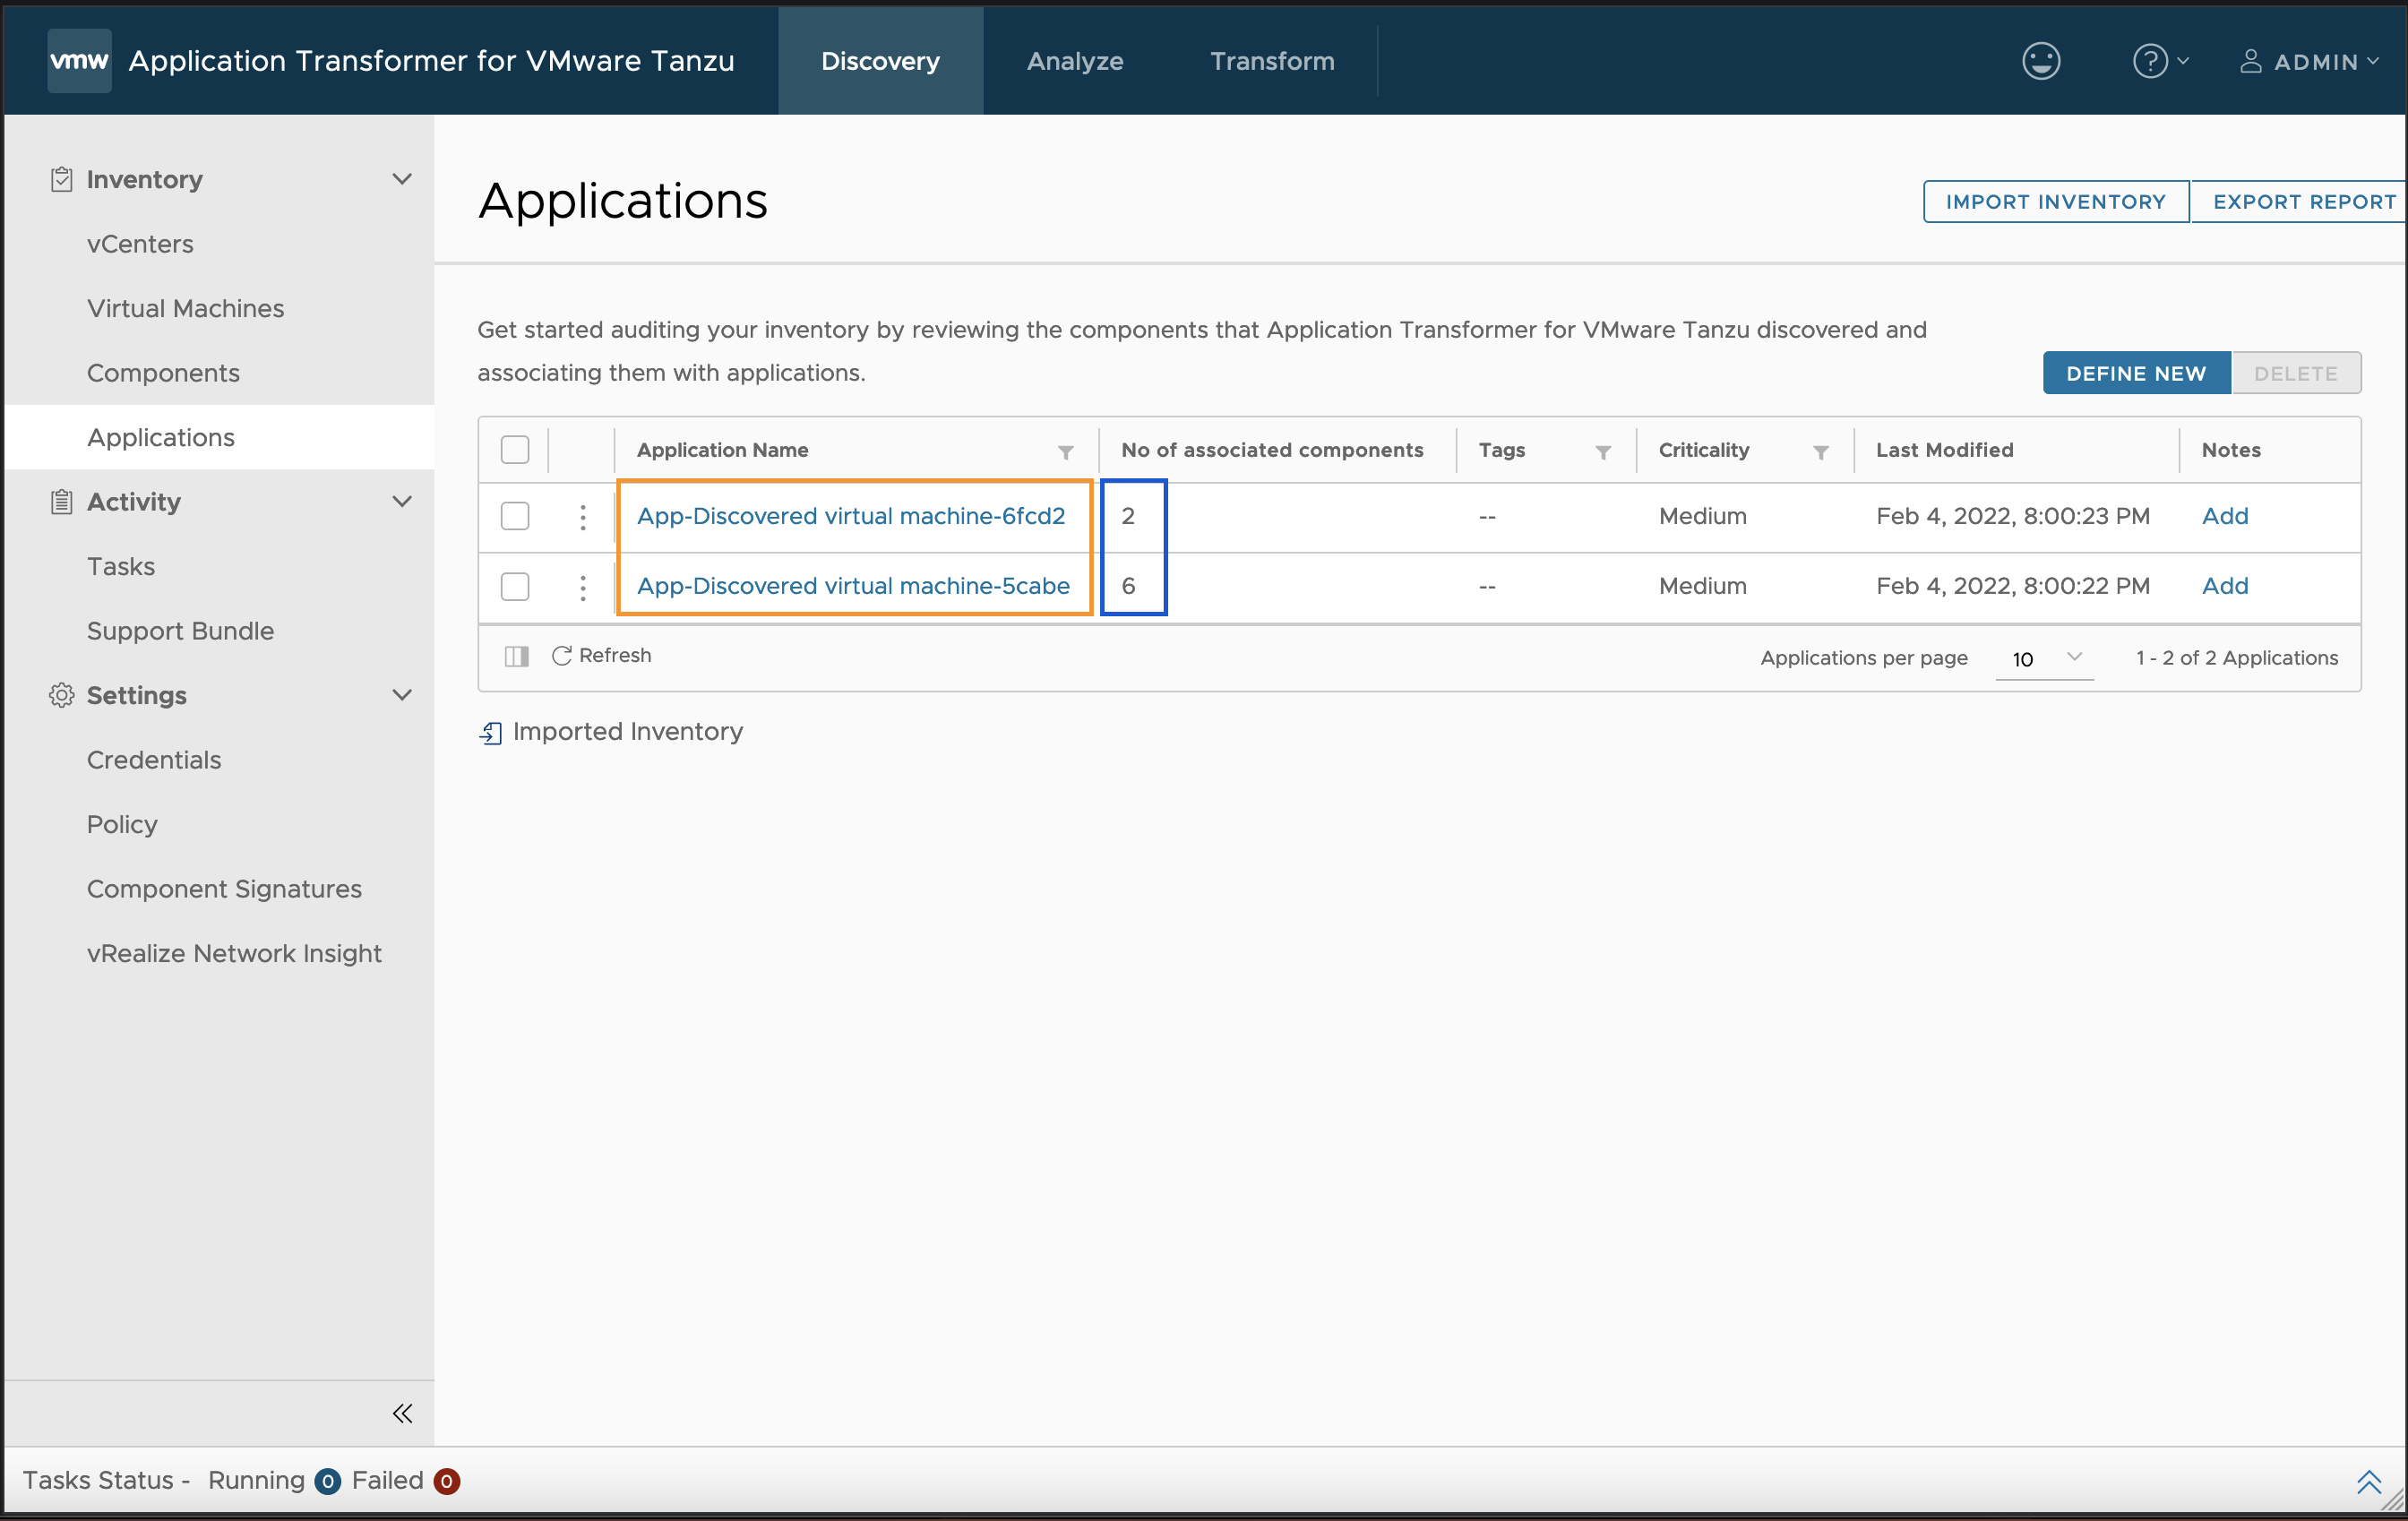 vmw Application Transformer for VMware Tanzu Discovery Analyze Transform ? ADMIN
Inventory
vCenters
Virtual Machines
Components
Applications
Activity
Tasks
Support Bundle
Settings
Credentials
Policy
Component Signatures
vRealize Network Insight
Applications
IMPORT INVENTORY EXPORT REPORT
Get started auditing your inventory by reviewing the components that Application Transformer for VMware Tanzu discovered and
associating them with applications.
DEFINE NEW DELETE
Application Name No of associated components Tags Criticality Last Modified Notes
App-Discovered virtual machine-6fcd2 2 -- Medium Feb 4, 2022, 8:00:23 PM Add
App-Discovered virtual machine-5cabe 6 -- Medium Feb 4, 2022, 8:00:22 PM Add
Refresh Applications per page 10 1 - 2 of 2 Applications
Imported Inventory
Tasks Status - Running 0 Failed 0